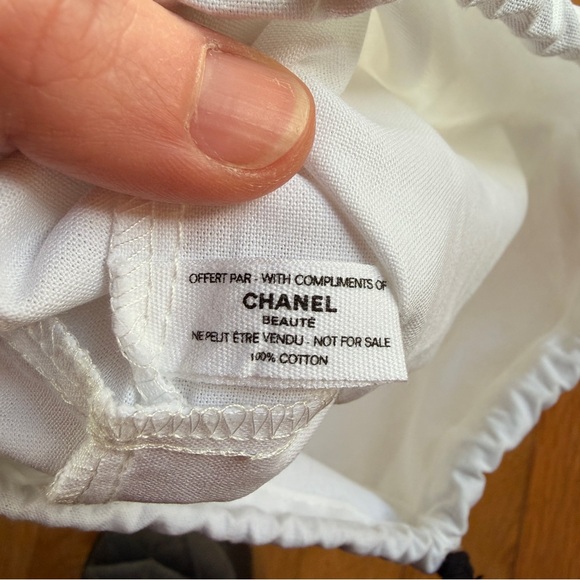 OFFERT PAR - WITH COMPLIMENTS OF
CHANEL
BEAUTÉ
NE PEUT ÊTRE VENDU - NOT FOR SALE
100% COTTON